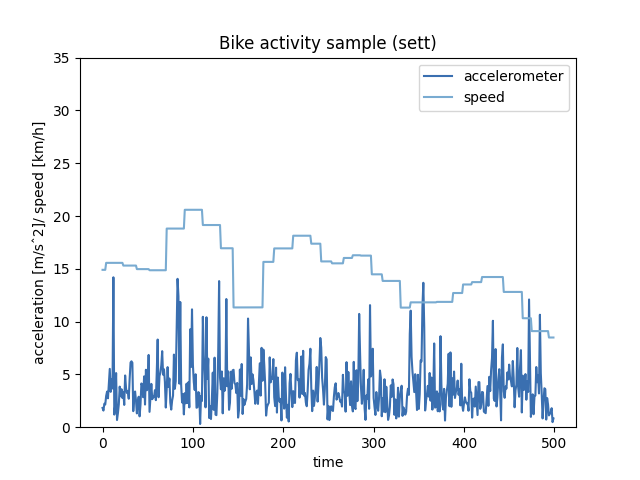 Bike activity sample (sett)
accelerometer
speed
35
30
25
20
15
10
5
0
acceleration [m/s^2]/ speed [km/h]
0 100 200 300 400 500
time